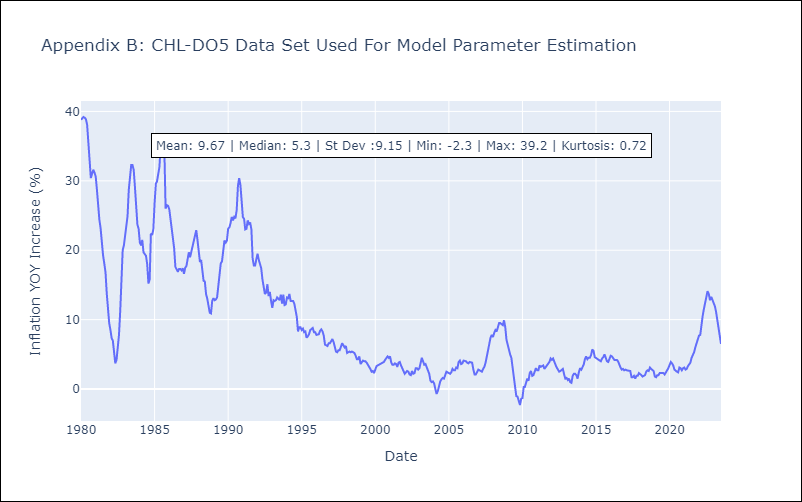 Appendix B: CHL-DO5 Data Set Used For Model Parameter Estimation
40
Mean: 9.67 | Median: 5.3 | St Dev :9.15 | Min: -2.3 | Max: 39.2 | Kurtosis: 0.72
30
20
10
0
Inflation YOY Increase (%)
1980 1985 1990 1995 2000 2005 2010 2015 2020
Date